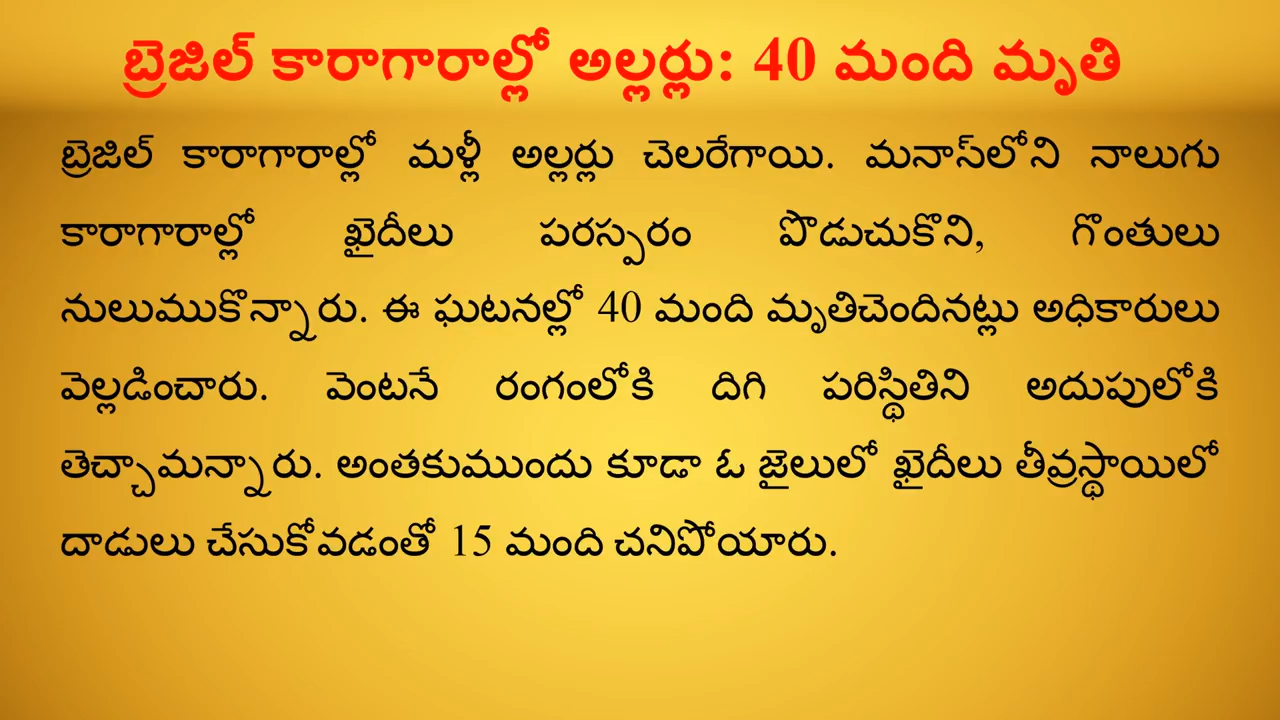 బ్రెజిల్ కారాగారాల్లో అల్లర్లు: 40 మంది మృతి
బ్రెజిల్ కారాగారాల్లో మళ్లీ అల్లర్లు చెలరేగాయి. మనాస్‌లోని నాలుగు
కారాగారాల్లో ఖైదీలు పరస్పరం పొడుచుకొని, గొంతులు
నులుముకొన్నారు. ఈ ఘటనల్లో 40 మంది మృతిచెందినట్లు అధికారులు
వెల్లడించారు. వెంటనే రంగంలోకి దిగి పరిస్థితిని అదుపులోకి
తెచ్చామన్నారు. అంతకుముందు కూడా ఓ జైలులో ఖైదీలు తీవ్రస్థాయిలో
దాడులు చేసుకోవడంతో 15 మంది చనిపోయారు.